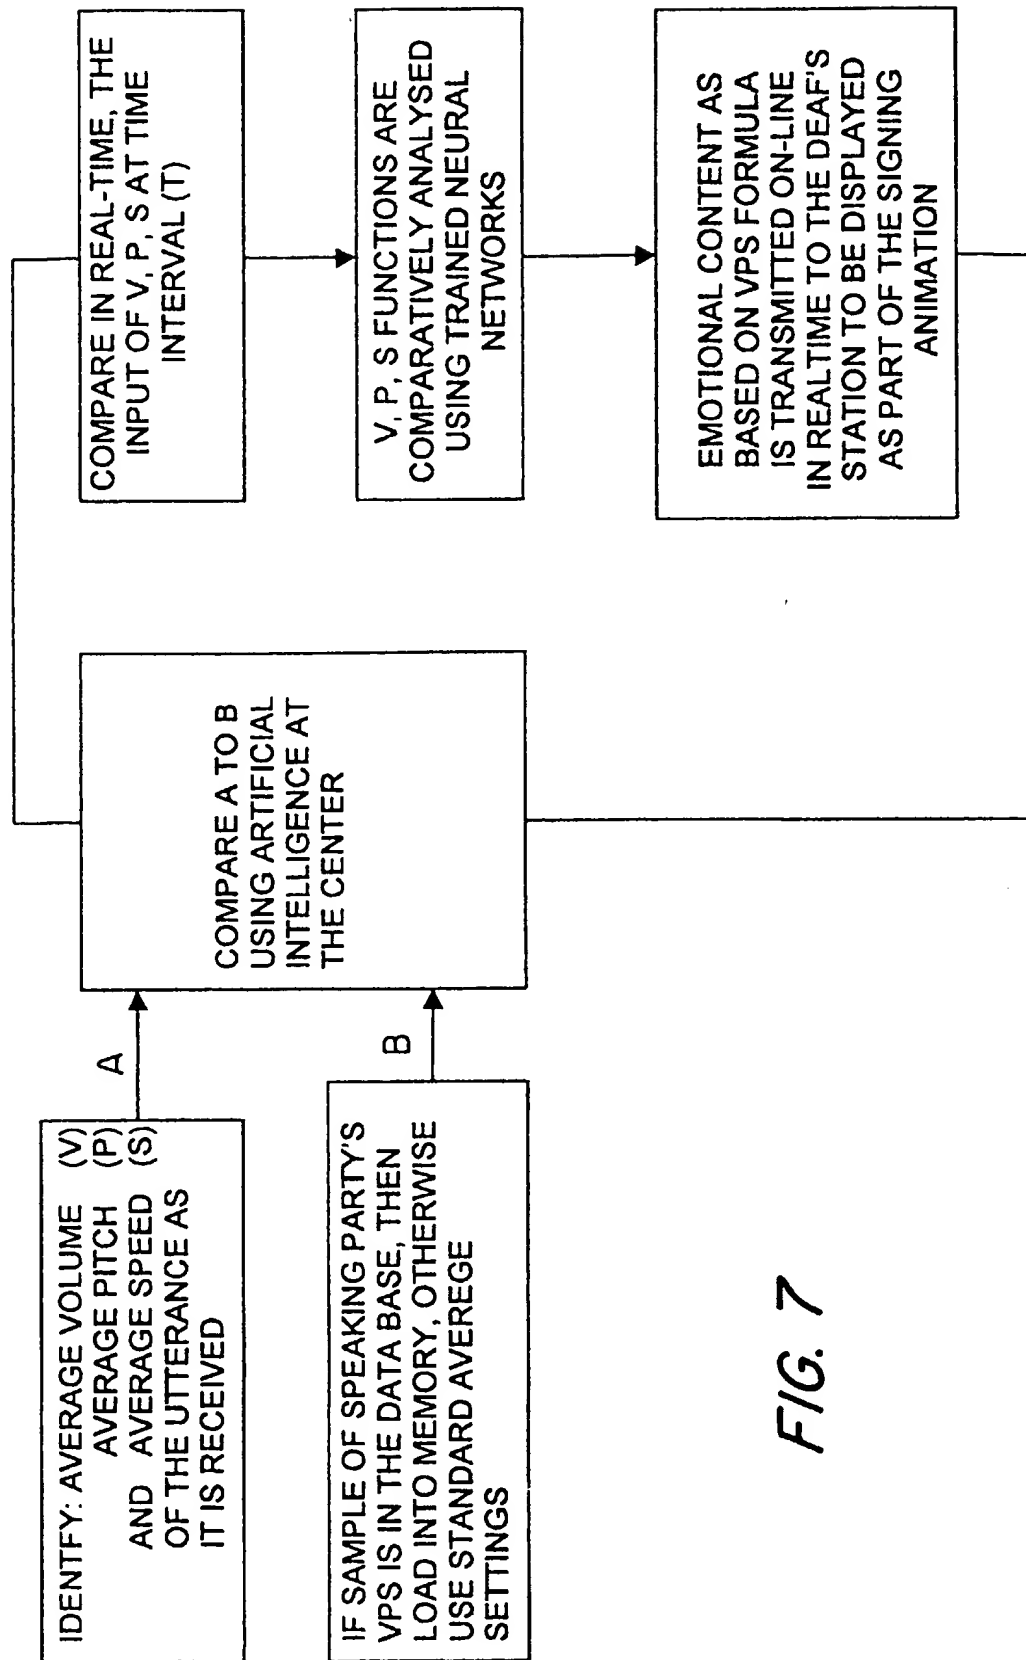 IDENTFY: AVERAGE VOLUME (V)
AVERAGE PITCH (P)
AND AVERAGE SPEED (S)
OF THE UTTERANCE AS
IT IS RECEIVED
A
IF SAMPLE OF SPEAKING PARTY'S
VPS IS IN THE DATA BASE, THEN
LOAD INTO MEMORY, OTHERWISE
USE STANDARD AVEREGE
SETTINGS
B
COMPARE A TO B
USING ARTIFICIAL
INTELLIGENCE AT
THE CENTER
COMPARE IN REAL-TIME, THE
INPUT OF V, P, S AT TIME
INTERVAL (T)
V, P, S FUNCTIONS ARE
COMPARATIVELY ANALYSED
USING TRAINED NEURAL
NETWORKS
EMOTIONAL CONTENT AS
BASED ON VPS FORMULA
IS TRANSMITTED ON-LINE
IN REALTIME TO THE DEAF'S
STATION TO BE DISPLAYED
AS PART OF THE SIGNING
ANIMATION
FIG. 7